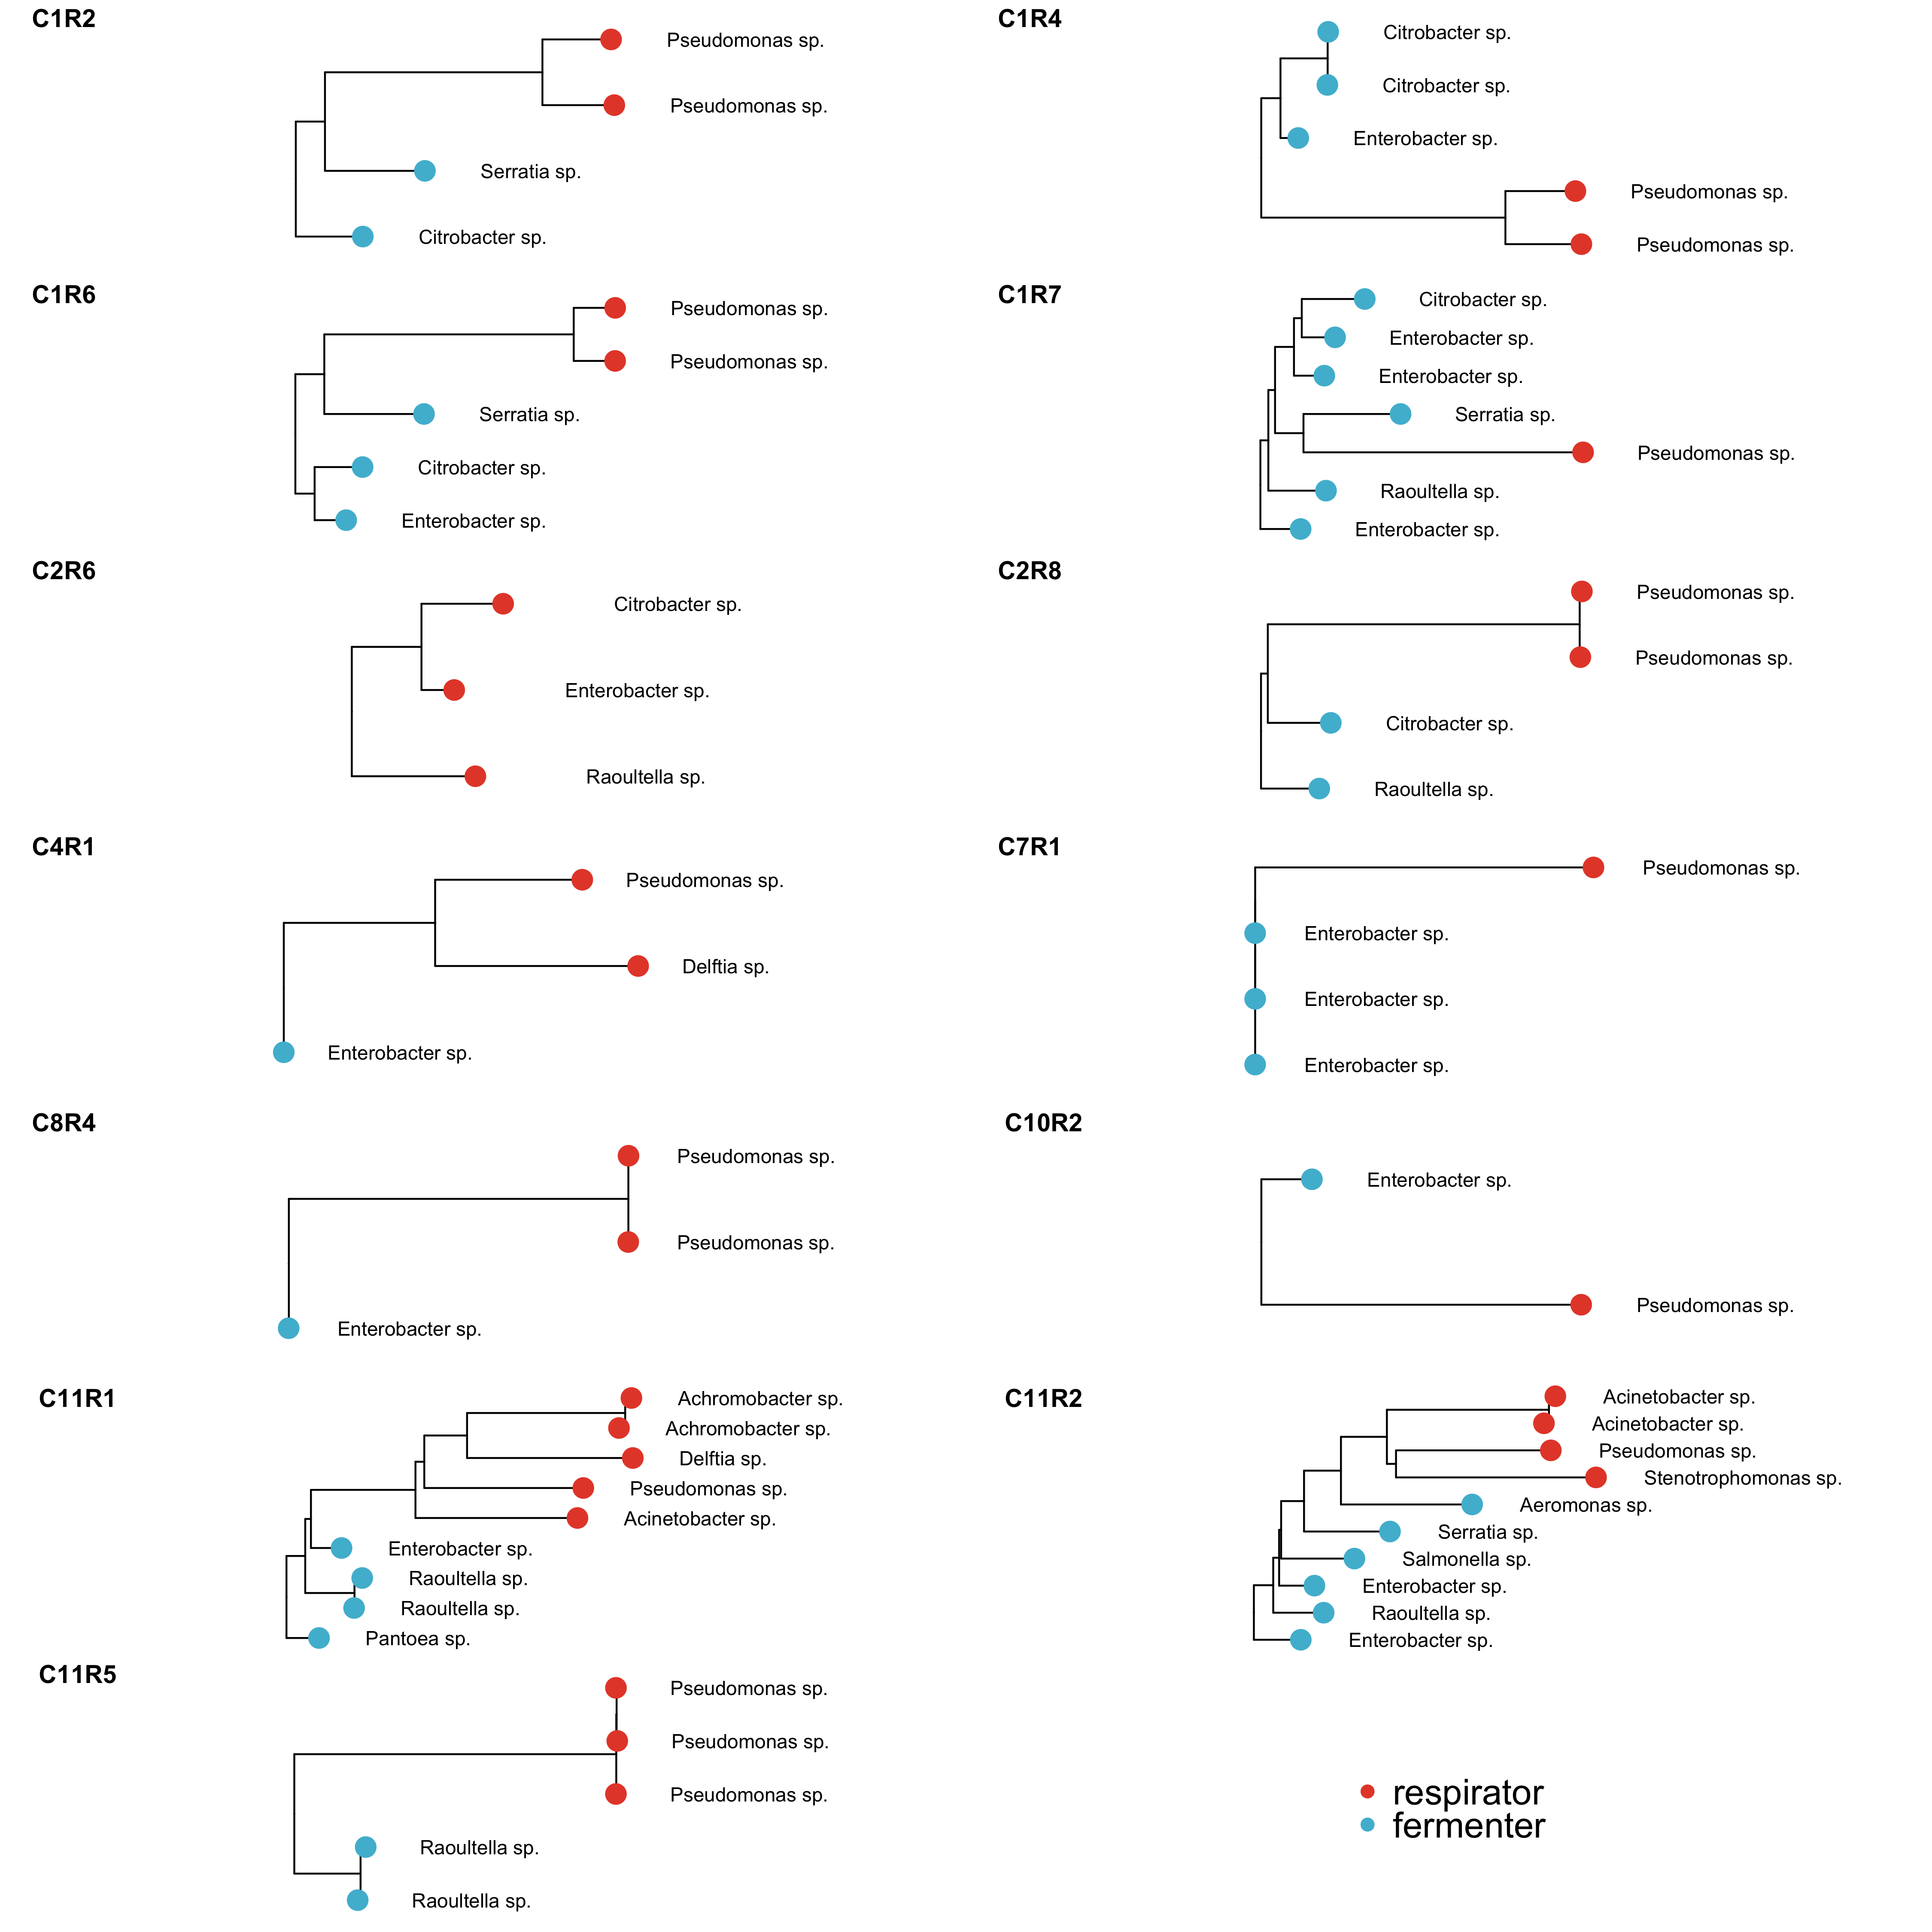 C1R2
Pseudomonas sp.
Pseudomonas sp.
Serratia sp.
Citrobacter sp.
C1R4
Citrobacter sp.
Citrobacter sp.
Enterobacter sp.
Pseudomonas sp.
Pseudomonas sp.
C1R6
Pseudomonas sp.
Pseudomonas sp.
Serratia sp.
Citrobacter sp.
Enterobacter sp.
C1R7
Citrobacter sp.
Enterobacter sp.
Enterobacter sp.
Serratia sp.
Pseudomonas sp.
Raoultella sp.
Enterobacter sp.
C2R6
Citrobacter sp.
Enterobacter sp.
Raoultella sp.
C2R8
Pseudomonas sp.
Pseudomonas sp.
Citrobacter sp.
Raoultella sp.
C4R1
Pseudomonas sp.
Delftia sp.
Enterobacter sp.
C7R1
Pseudomonas sp.
Enterobacter sp.
Enterobacter sp.
Enterobacter sp.
C8R4
Pseudomonas sp.
Pseudomonas sp.
Enterobacter sp.
C10R2
Enterobacter sp.
Pseudomonas sp.
C11R1
Achromobacter sp.
Achromobacter sp.
Delftia sp.
Pseudomonas sp.
Acinetobacter sp.
Enterobacter sp.
Raoultella sp.
Raoultella sp.
Pantoea sp.
C11R2
Acinetobacter sp.
Acinetobacter sp.
Pseudomonas sp.
Stenotrophomonas sp.
Aeromonas sp.
Serratia sp.
Salmonella sp.
Enterobacter sp.
Raoultella sp.
Enterobacter sp.
C11R5
Pseudomonas sp.
Pseudomonas sp.
Pseudomonas sp.
Raoultella sp.
Raoultella sp.
respirator
fermenter